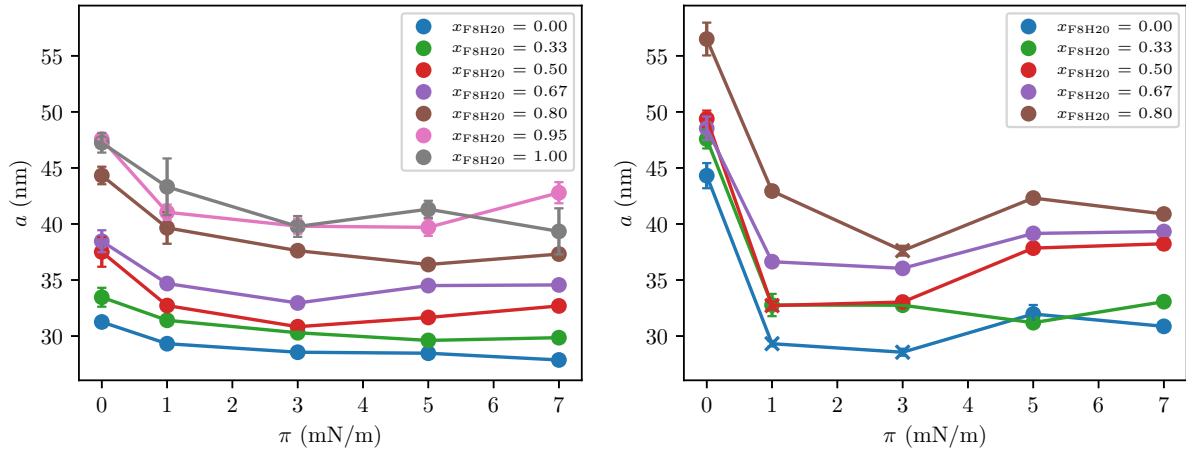 55
50
45
40
35
30
a (nm)
0 1 2 3 4 5 6 7
π (mN/m)
x_F8H20 = 0.00
x_F8H20 = 0.33
x_F8H20 = 0.50
x_F8H20 = 0.67
x_F8H20 = 0.80
x_F8H20 = 0.95
x_F8H20 = 1.00
55
50
45
40
35
30
a (nm)
0 1 2 3 4 5 6 7
π (mN/m)
x_F8H20 = 0.00
x_F8H20 = 0.33
x_F8H20 = 0.50
x_F8H20 = 0.67
x_F8H20 = 0.80